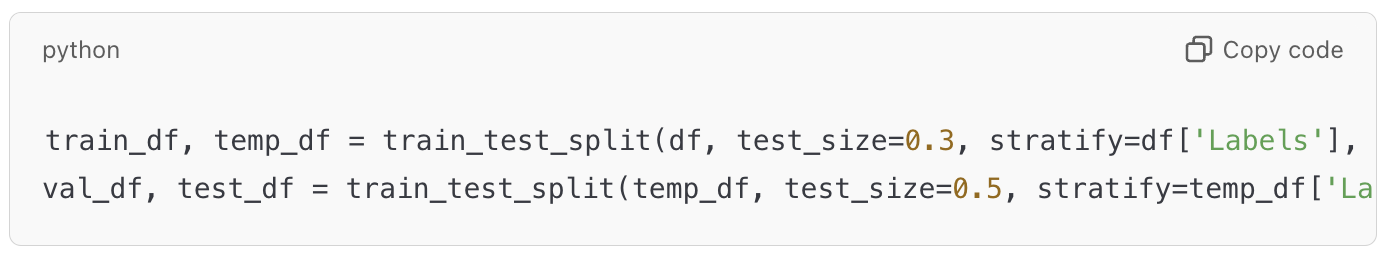 python
Copy code
train_df, temp_df = train_test_split(df, test_size=0.3, stratify=df['Labels'],
val_df, test_df = train_test_split(temp_df, test_size=0.5, stratify=temp_df['La